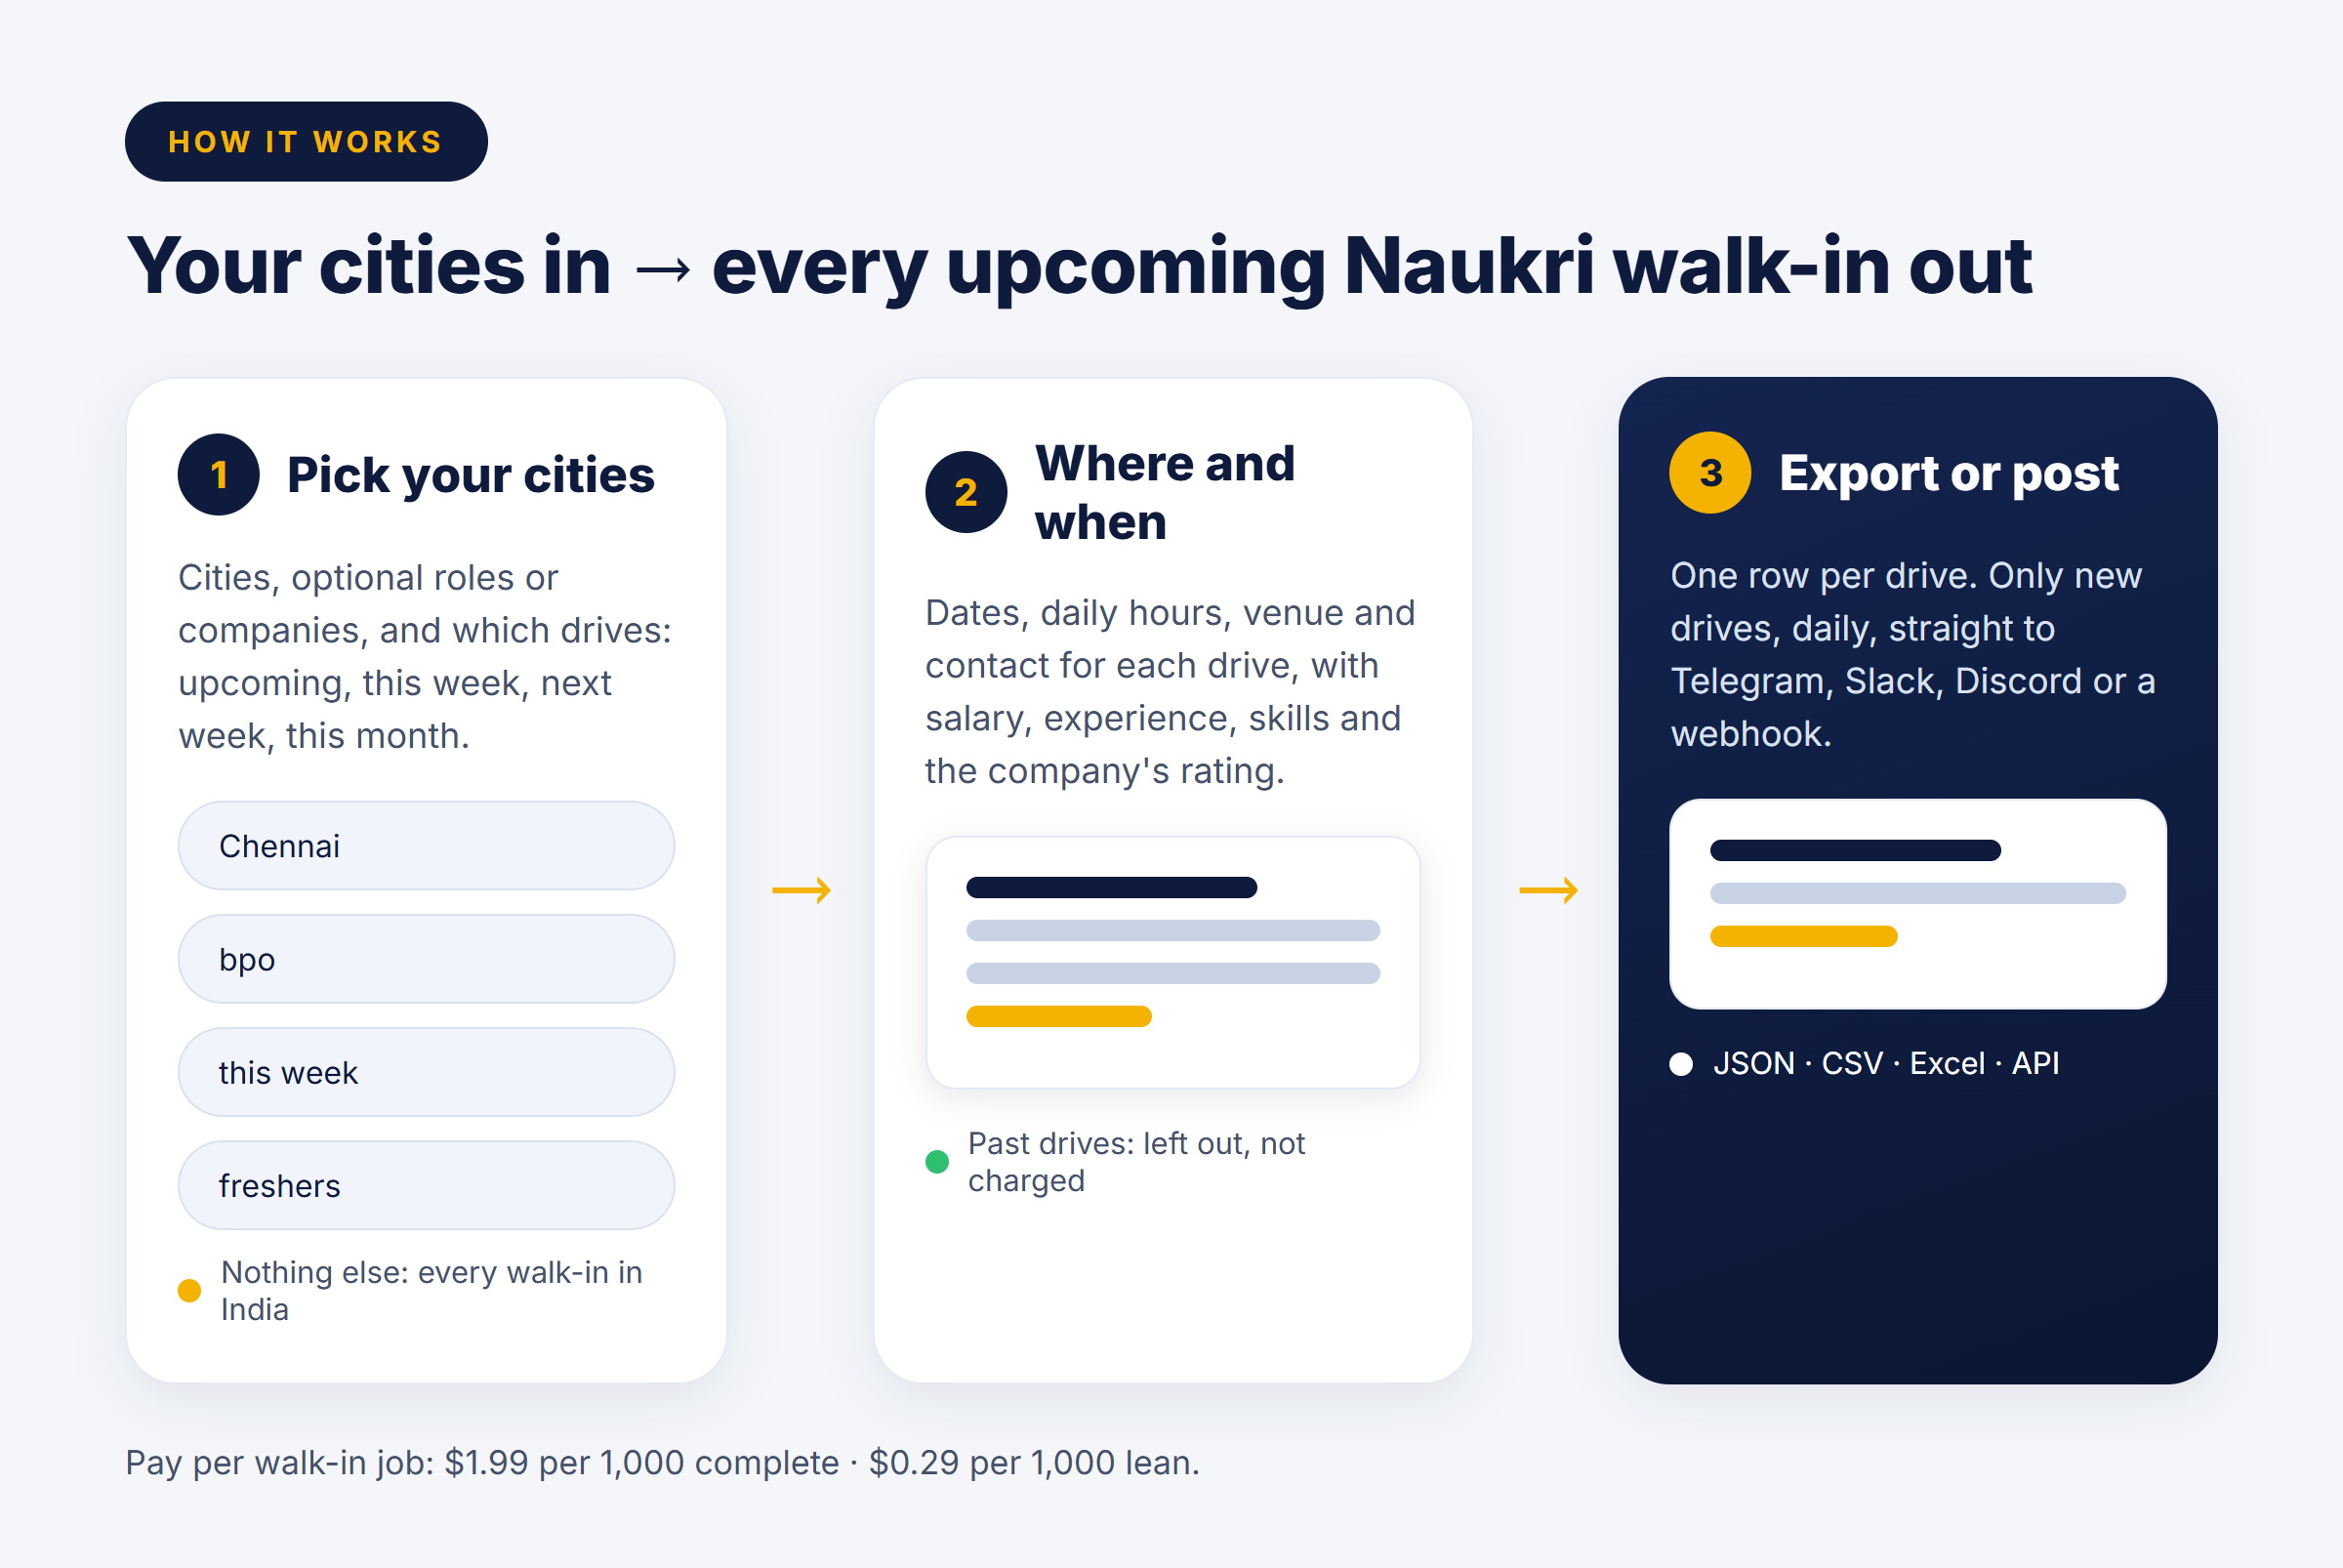 HOW IT WORKS
Your cities in → every upcoming Naukri walk-in out
1 Pick your cities
Cities, optional roles or
companies, and which drives:
upcoming, this week, next
week, this month.
Chennai
bpo
this week
freshers
Nothing else: every walk-in in
India
→
2 Where and
when
Dates, daily hours, venue and
contact for each drive, with
salary, experience, skills and
the company's rating.
Past drives: left out, not
charged
→
3 Export or post
One row per drive. Only new
drives, daily, straight to
Telegram, Slack, Discord or a
webhook.
JSON · CSV · Excel · API
Pay per walk-in job: $1.99 per 1,000 complete · $0.29 per 1,000 lean.